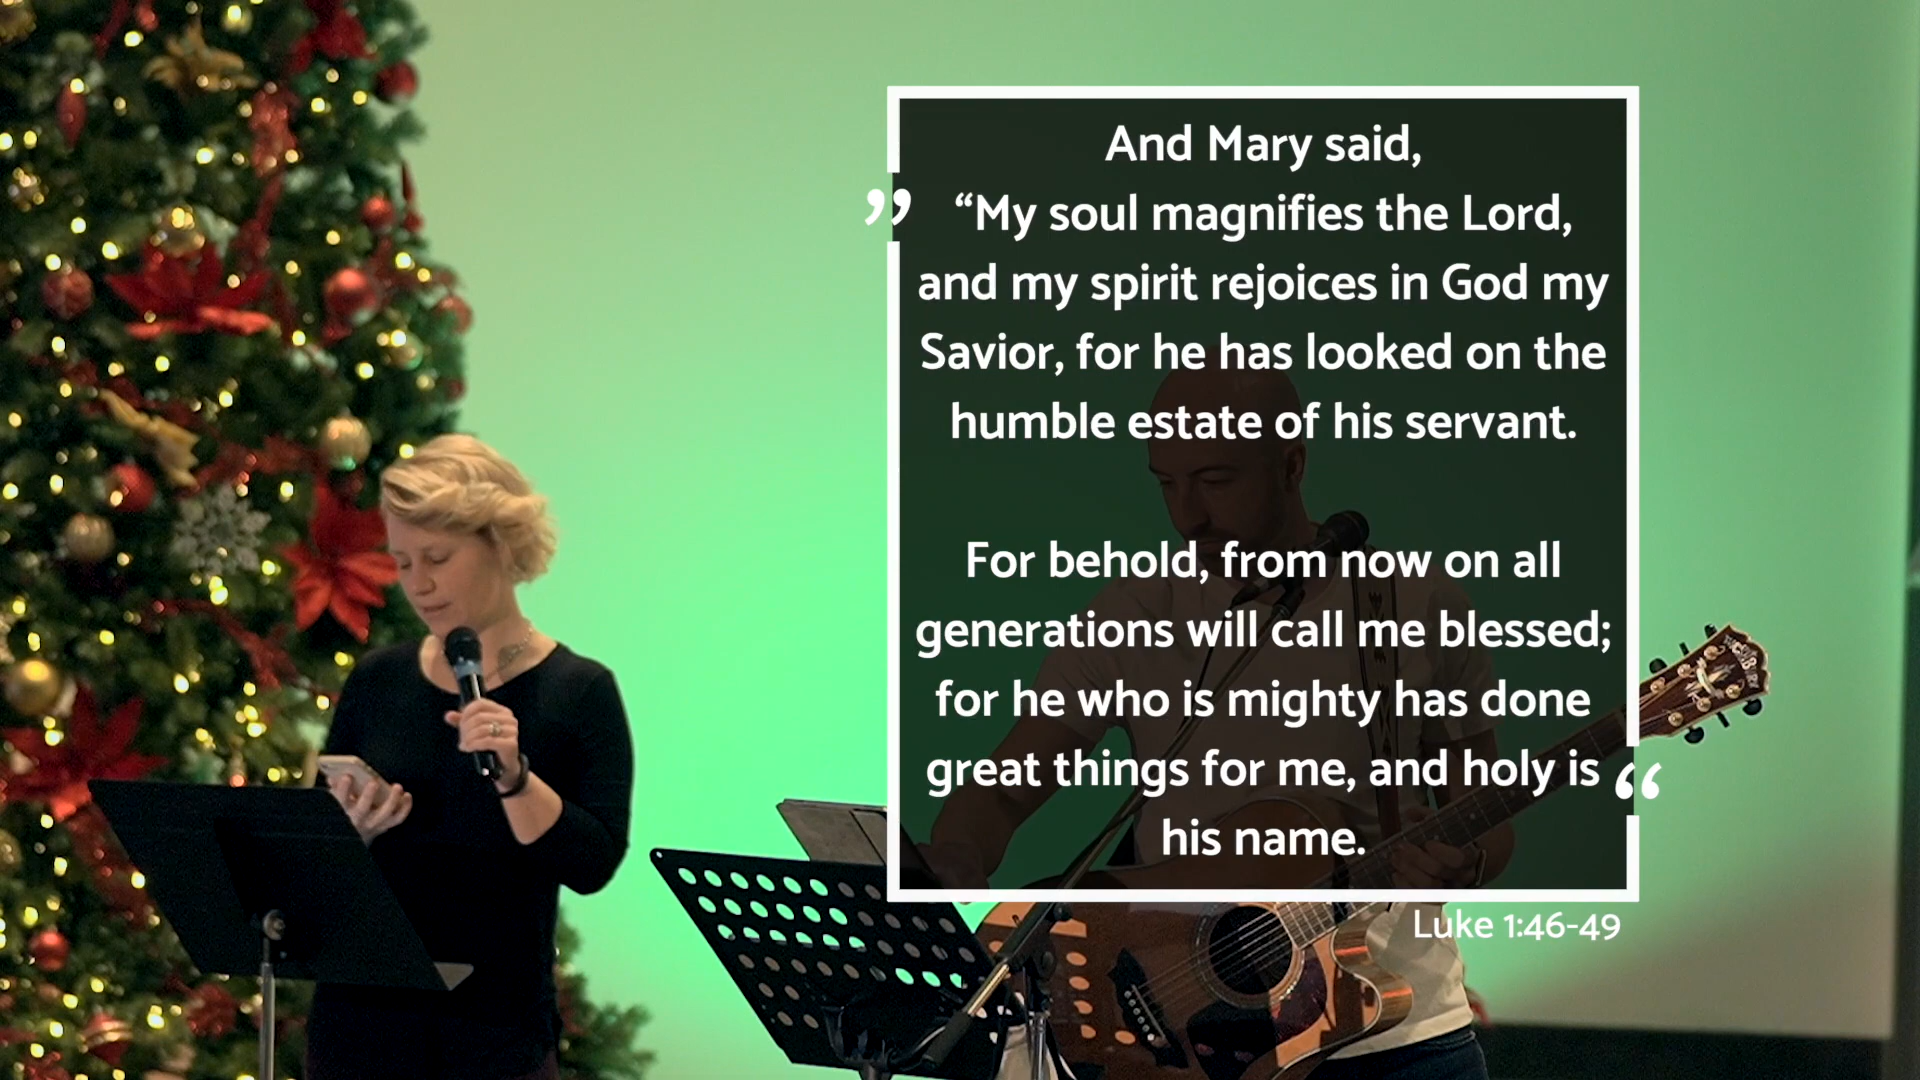 And Mary said,
“My soul magnifies the Lord,
and my spirit rejoices in God my
Savior, for he has looked on the
humble estate of his servant.
For behold, from now on all
generations will call me blessed;
for he who is mighty has done
great things for me, and holy is
his name.
Luke 1:46-49